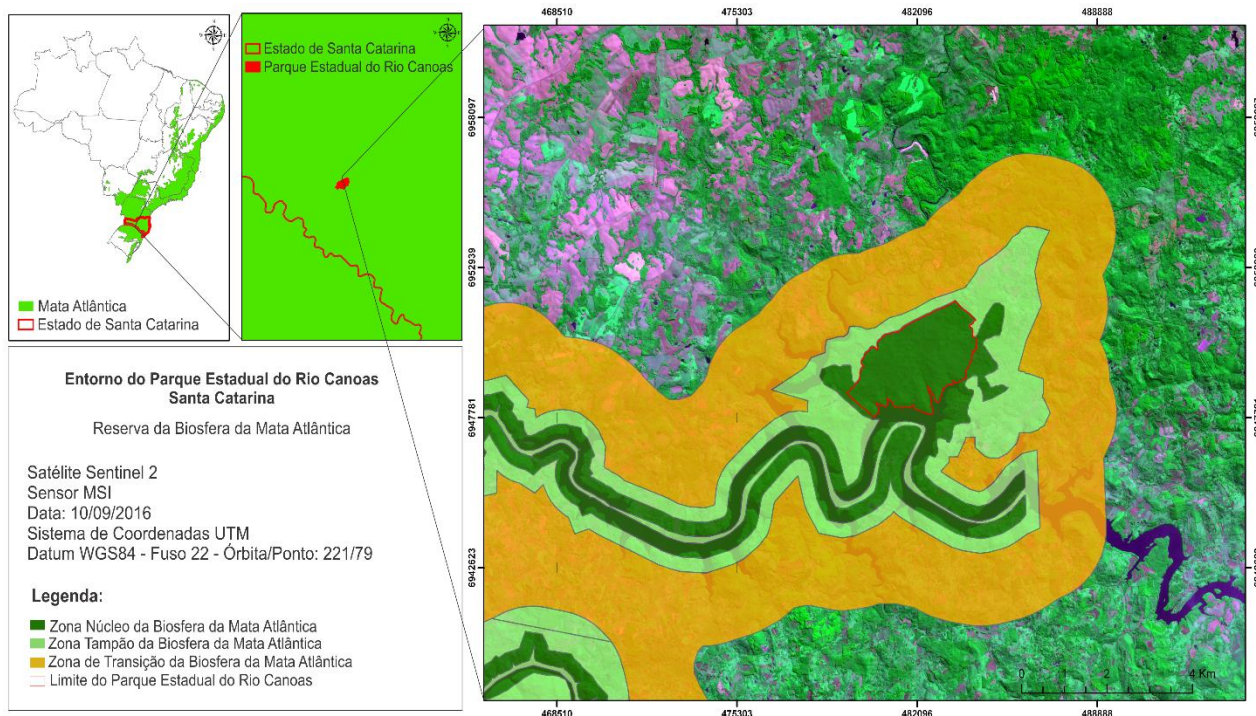 Mata Atlântica
Estado de Santa Catarina
Estado de Santa Catarina
Parque Estadual do Rio Canoas
Entorno do Parque Estadual do Rio Canoas
Santa Catarina
Reserva da Biosfera da Mata Atlântica
Satélite Sentinel 2
Sensor MSI
Data: 10/09/2016
Sistema de Coordenadas UTM
Datum WGS84 - Fuso 22 - Órbita/Ponto: 221/79
Legenda:
Zona Núcleo da Biosfera da Mata Atlântica
Zona Tampão da Biosfera da Mata Atlântica
Zona de Transição da Biosfera da Mata Atlântica
Limite do Parque Estadual do Rio Canoas
468510 475303 482096 488888
6958097
6952939
6947781
6942623
0 1 2 4 Km
468510 475303 482096 488888